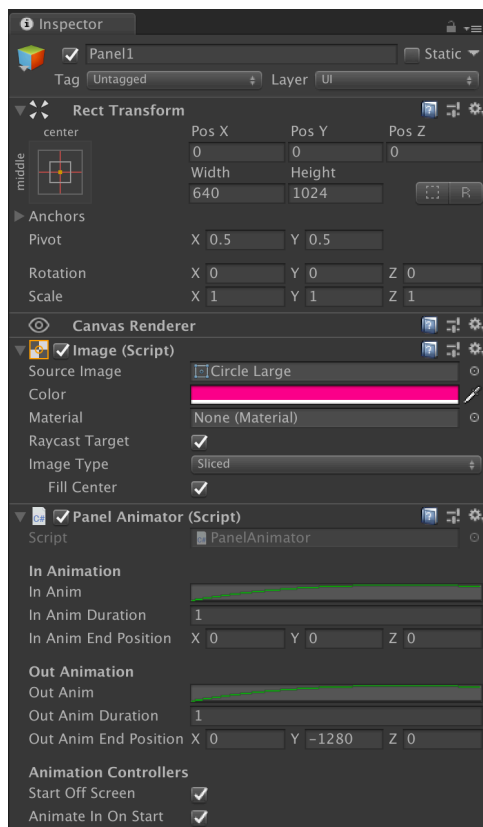 Inspector
Panel1
Static
Tag Untagged Layer UI
Rect Transform
center Pos X Pos Y Pos Z
0 0 0
middle
Width Height
640 1024
R
Anchors
Pivot X 0.5 Y 0.5
Rotation X 0 Y 0 Z 0
Scale X 1 Y 1 Z 1
Canvas Renderer
Image (Script)
Source Image Circle Large
Color
Material None (Material)
Raycast Target
Image Type Sliced
Fill Center
C# Panel Animator (Script)
Script PanelAnimator
In Animation
In Anim
In Anim Duration 1
In Anim End Position X 0 Y 0 Z 0
Out Animation
Out Anim
Out Anim Duration 1
Out Anim End Position X 0 Y -1280 Z 0
Animation Controllers
Start Off Screen
Animate In On Start